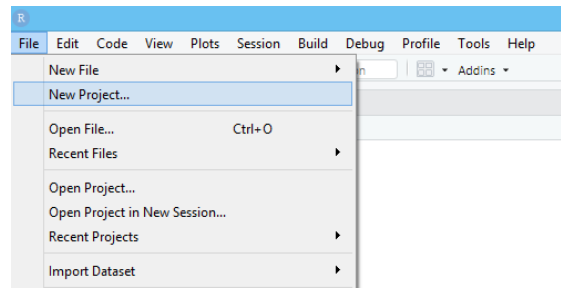 R
File Edit Code View Plots Session Build Debug Profile Tools Help
Addins
New File
New Project...
Open File... Ctrl+O
Recent Files
Open Project...
Open Project in New Session...
Recent Projects
Import Dataset